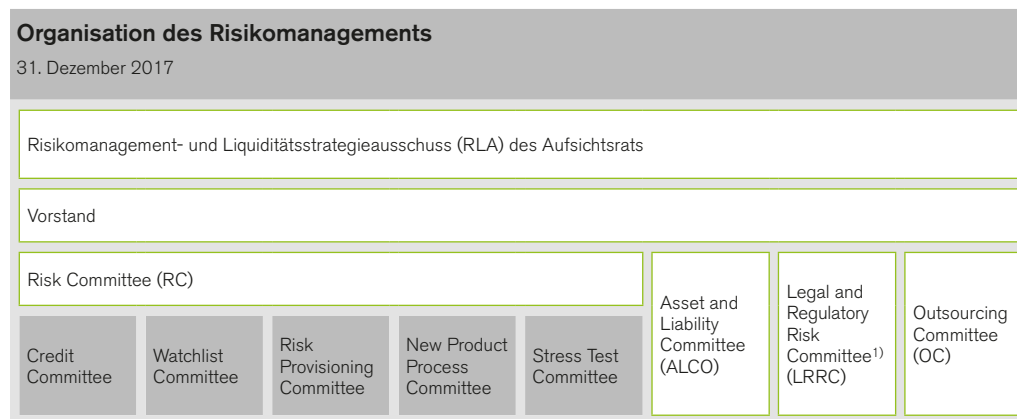 Organisation des Risikomanagements
31. Dezember 2017
Risikomanagement- und Liquiditätsstrategieausschuss (RLA) des Aufsichtsrats
Vorstand
Risk Committee (RC)
Credit
Committee
Watchlist
Committee
Risk
Provisioning
Committee
New Product
Process
Committee
Stress Test
Committee
Asset and
Liability
Committee
(ALCO)
Legal and
Regulatory
Risk
Committee¹⁾
(LRRC)
Outsourcing
Committee
(OC)